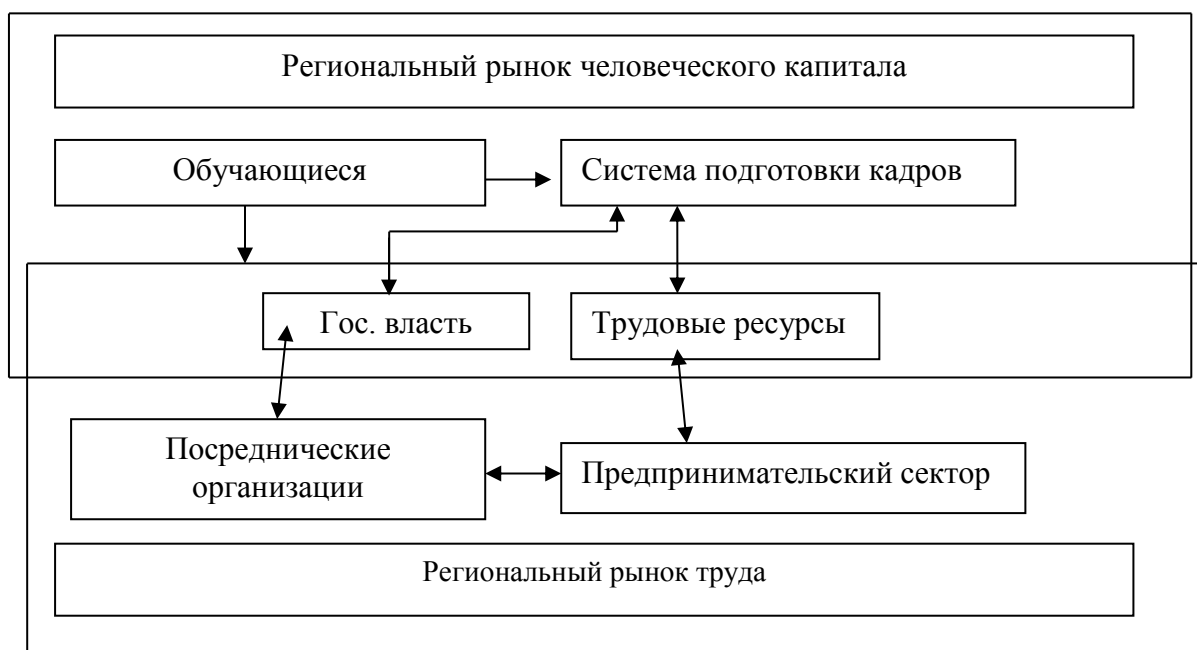 Региональный рынок человеческого капитала
Обучающиеся
Система подготовки кадров
Гос. власть
Трудовые ресурсы
Посреднические
организации
Предпринимательский сектор
Региональный рынок труда